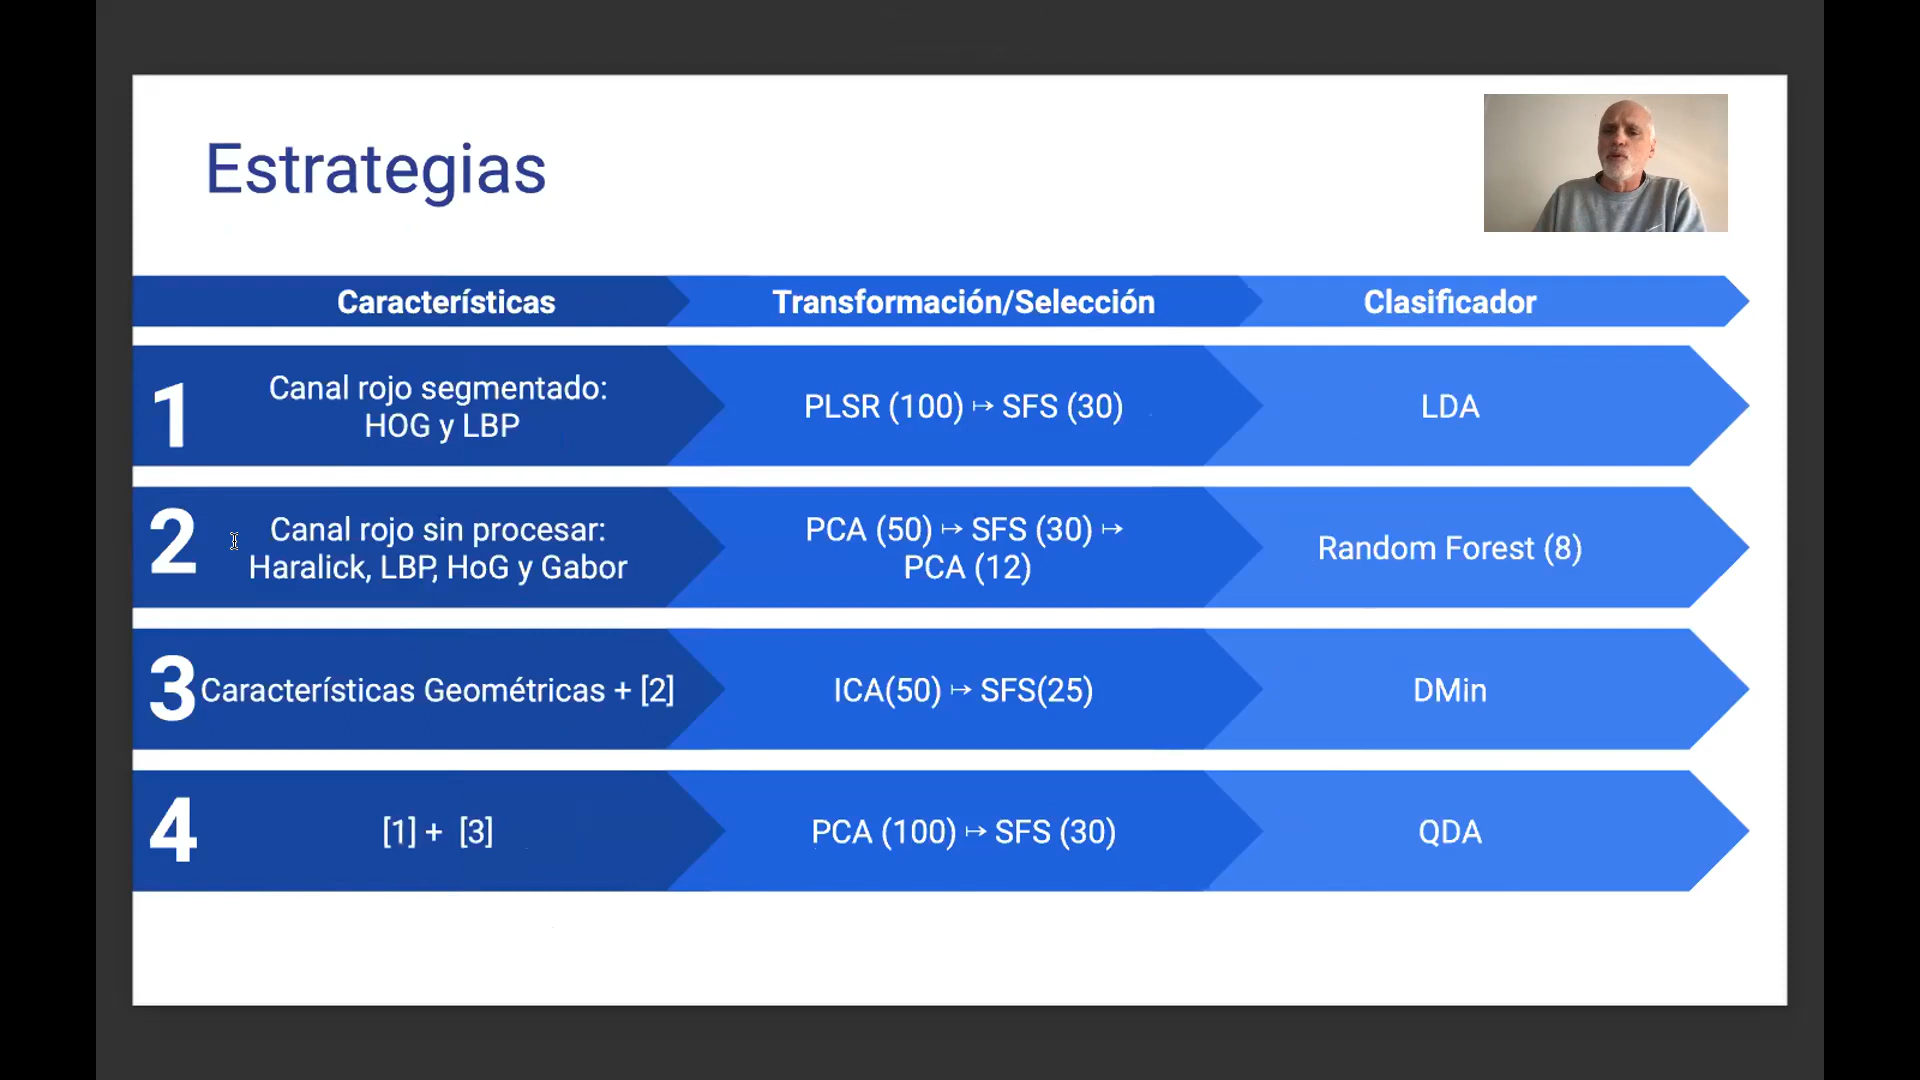 Estrategias
Características
Transformación/Selección
Clasificador
1
Canal rojo segmentado:
HOG y LBP
PLSR (100) ↦ SFS (30)
LDA
2
Canal rojo sin procesar:
Haralick, LBP, HoG y Gabor
PCA (50) ↦ SFS (30) ↦
PCA (12)
Random Forest (8)
3
Características Geométricas + [2]
ICA(50) ↦ SFS(25)
DMin
4
[1] + [3]
PCA (100) ↦ SFS (30)
QDA